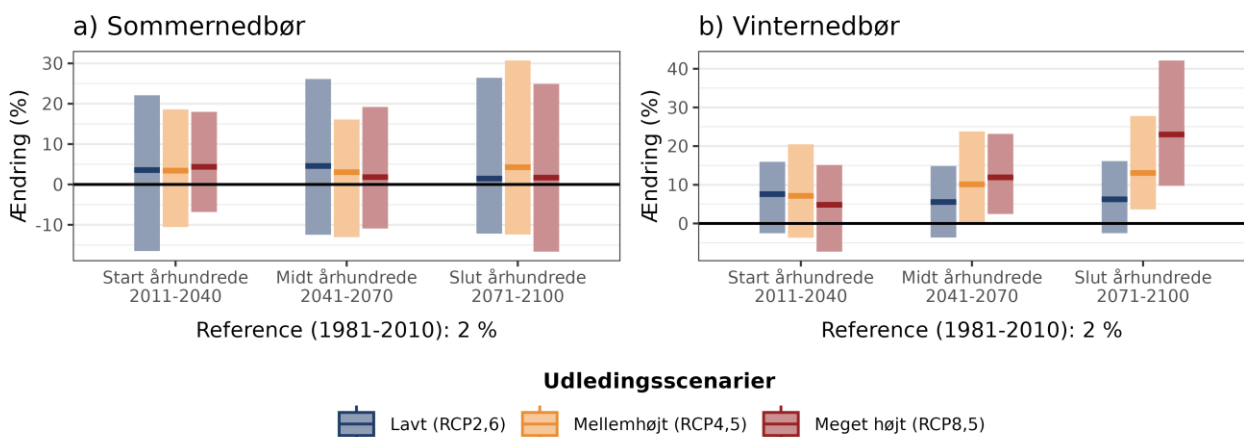 a) Sommernedbør
Ændring (%)
30
20
10
0
-10
Start århundrede
2011-2040
Midt århundrede
2041-2070
Slut århundrede
2071-2100
Reference (1981-2010): 2 %
b) Vinternedbør
Ændring (%)
40
30
20
10
0
Start århundrede
2011-2040
Midt århundrede
2041-2070
Slut århundrede
2071-2100
Reference (1981-2010): 2 %
Udledingsscenarier
Lavt (RCP2,6)
Mellemhøjt (RCP4,5)
Meget højt (RCP8,5)